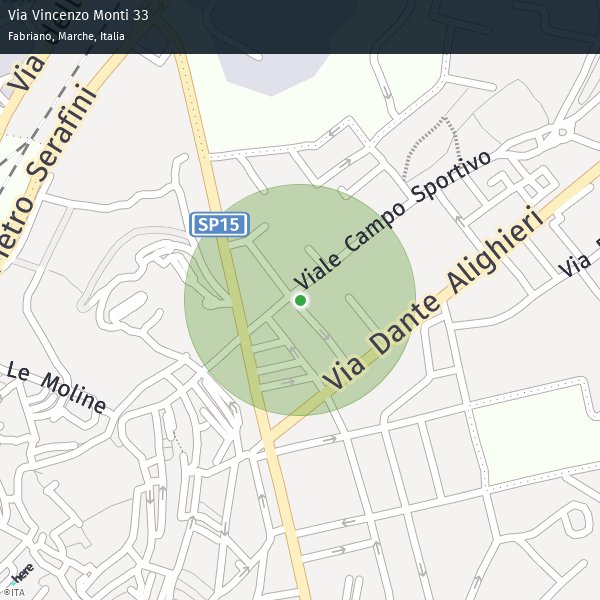 Via Vincenzo Monti 33
Fabriano, Marche, Italia
Via
Serafini
SP15
Viale Campo Sportivo
Via Dante Alighieri
Via
Le Moline
here
©ITA